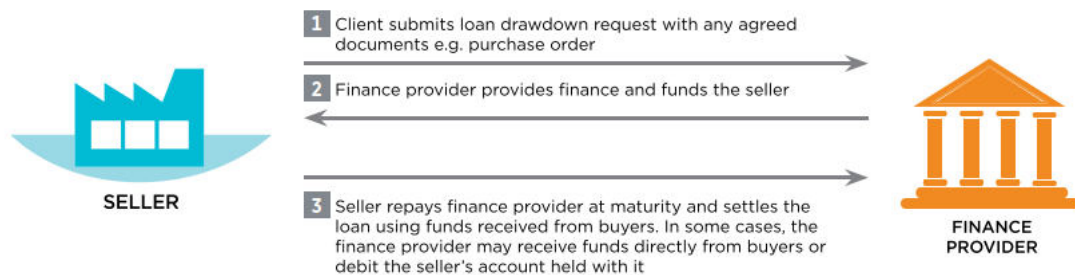 1 Client submits loan drawdown request with any agreed
documents e.g. purchase order
2 Finance provider provides finance and funds the seller
SELLER
3 Seller repays finance provider at maturity and settles the
loan using funds received from buyers. In some cases, the
finance provider may receive funds directly from buyers or
debit the seller's account held with it
FINANCE
PROVIDER